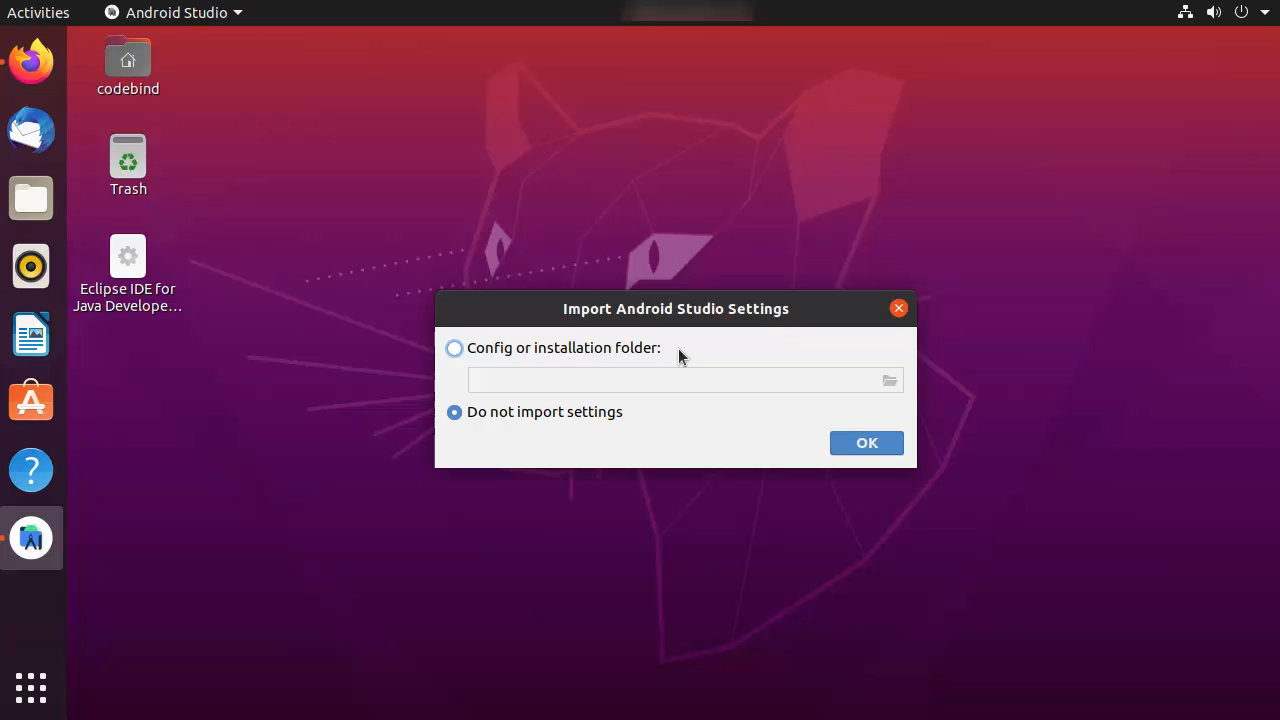 Activities
Android Studio
codebind
Trash
Eclipse IDE for
Java Develope...
Import Android Studio Settings
Config or installation folder:
Do not import settings
OK